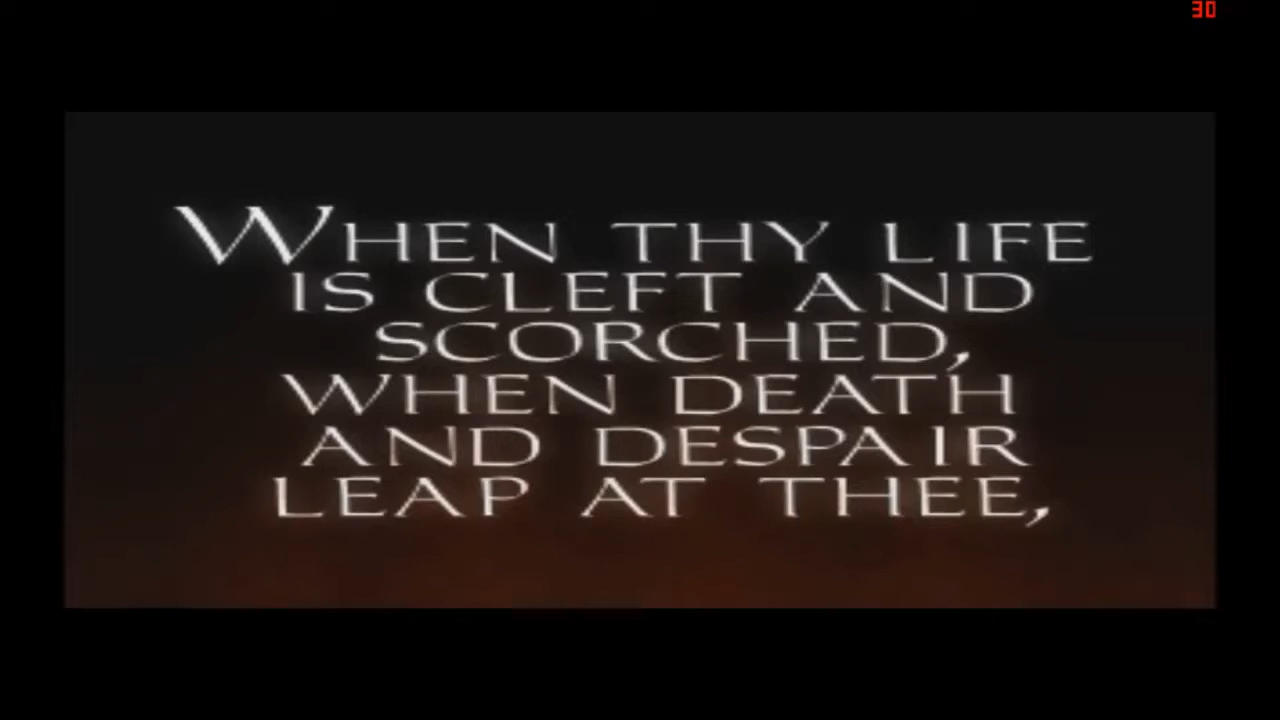 30
WHEN THY LIFE
IS CLEFT AND
SCORCHED,
WHEN DEATH
AND DESPAIR
LEAP AT THEE,